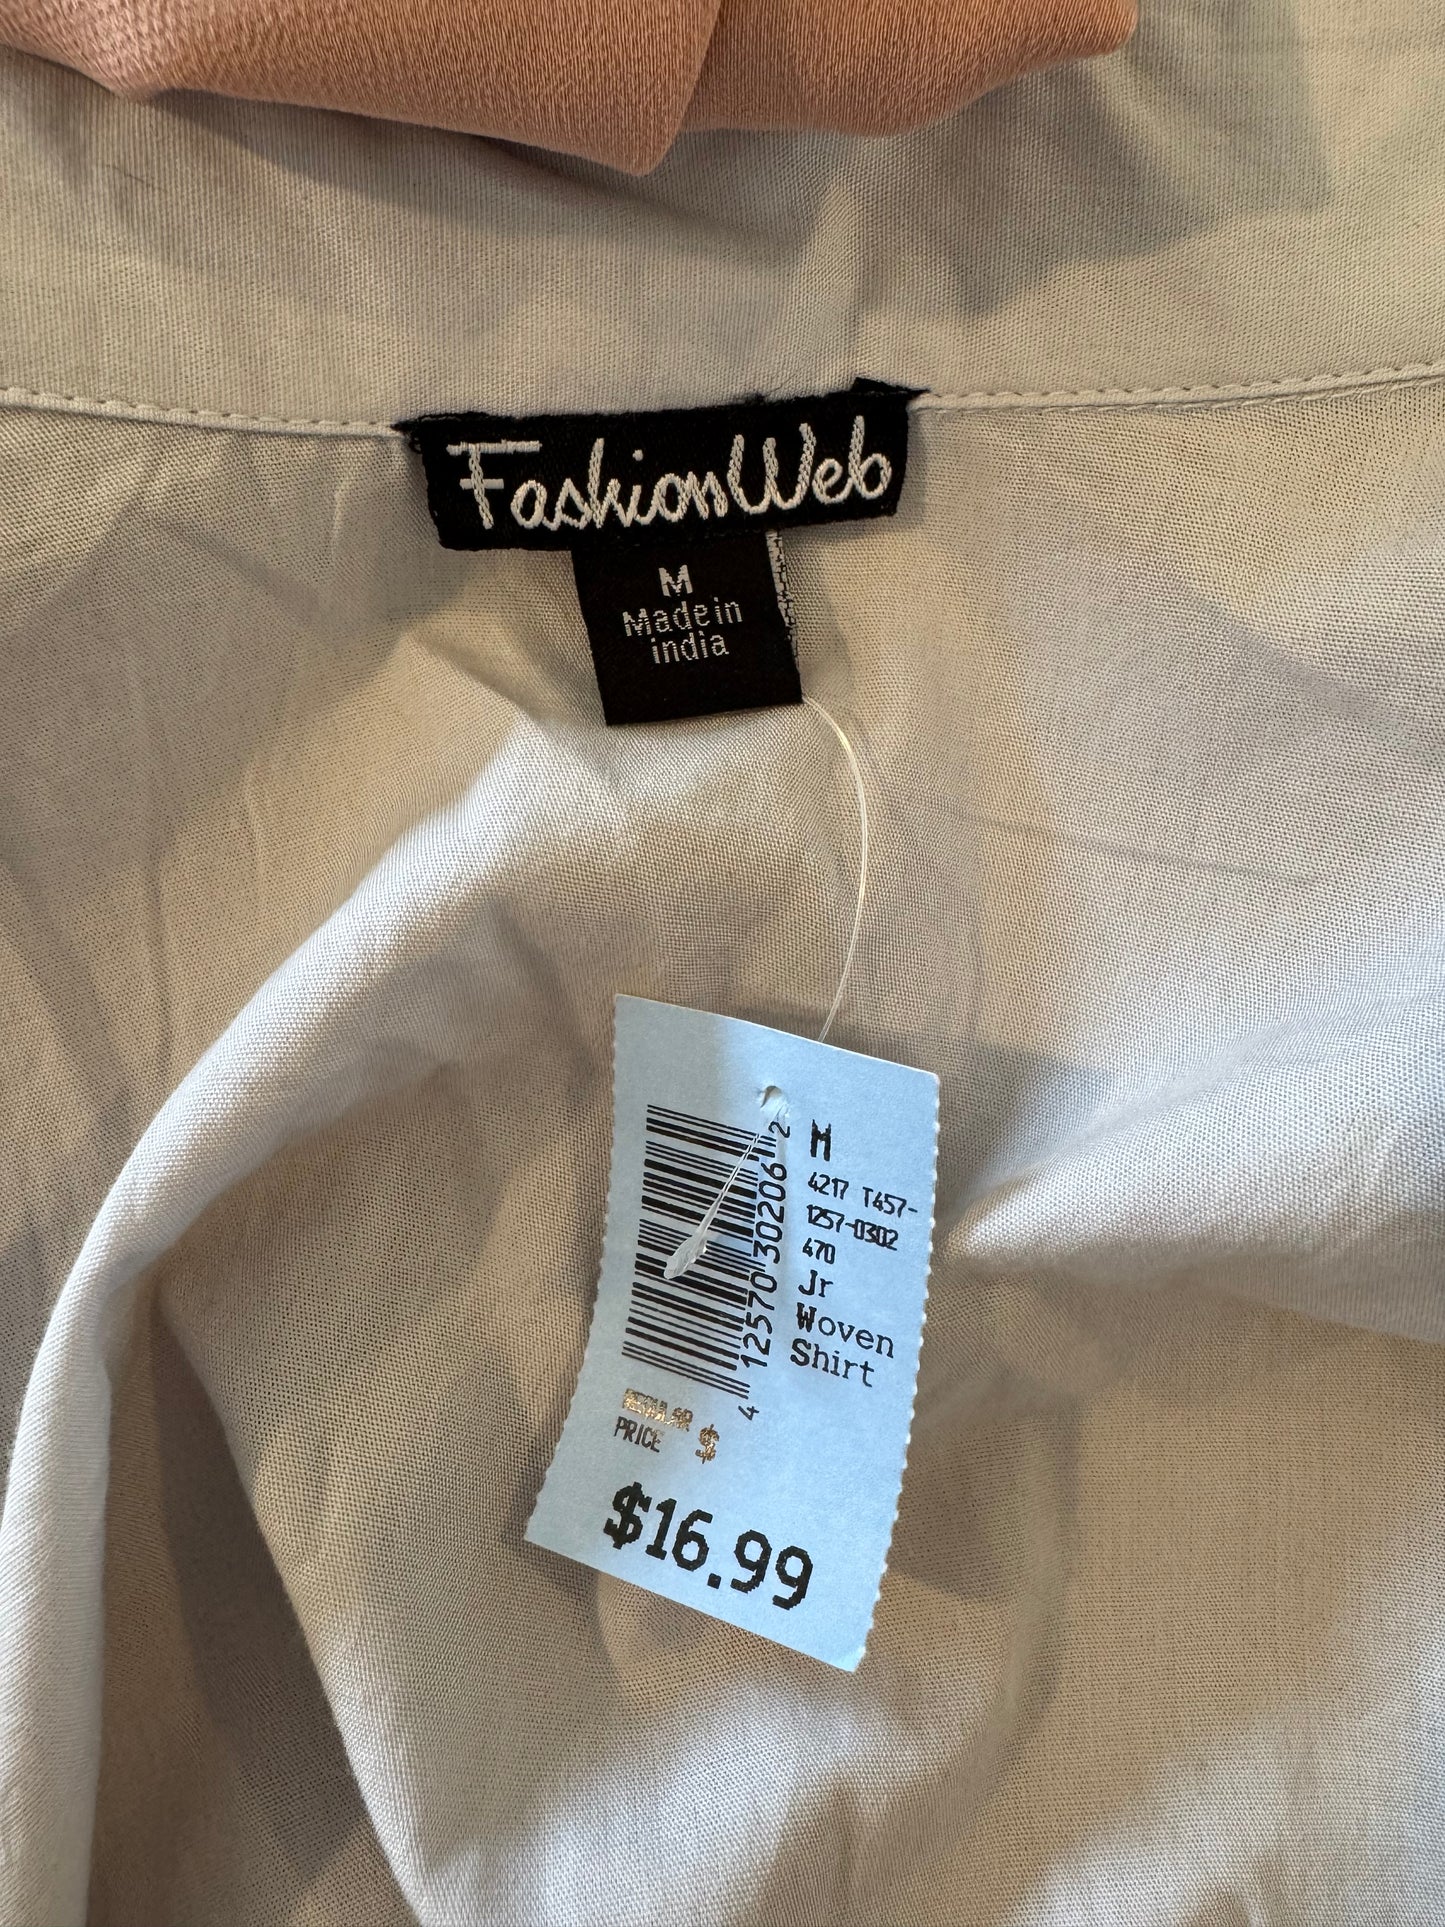 FashionWeb
M
Made in
india
M
4217 T457-
1257-0302
470
Jr
Woven
Shirt
4 12570 30206 2
REGULAR
PRICE $
$16.99